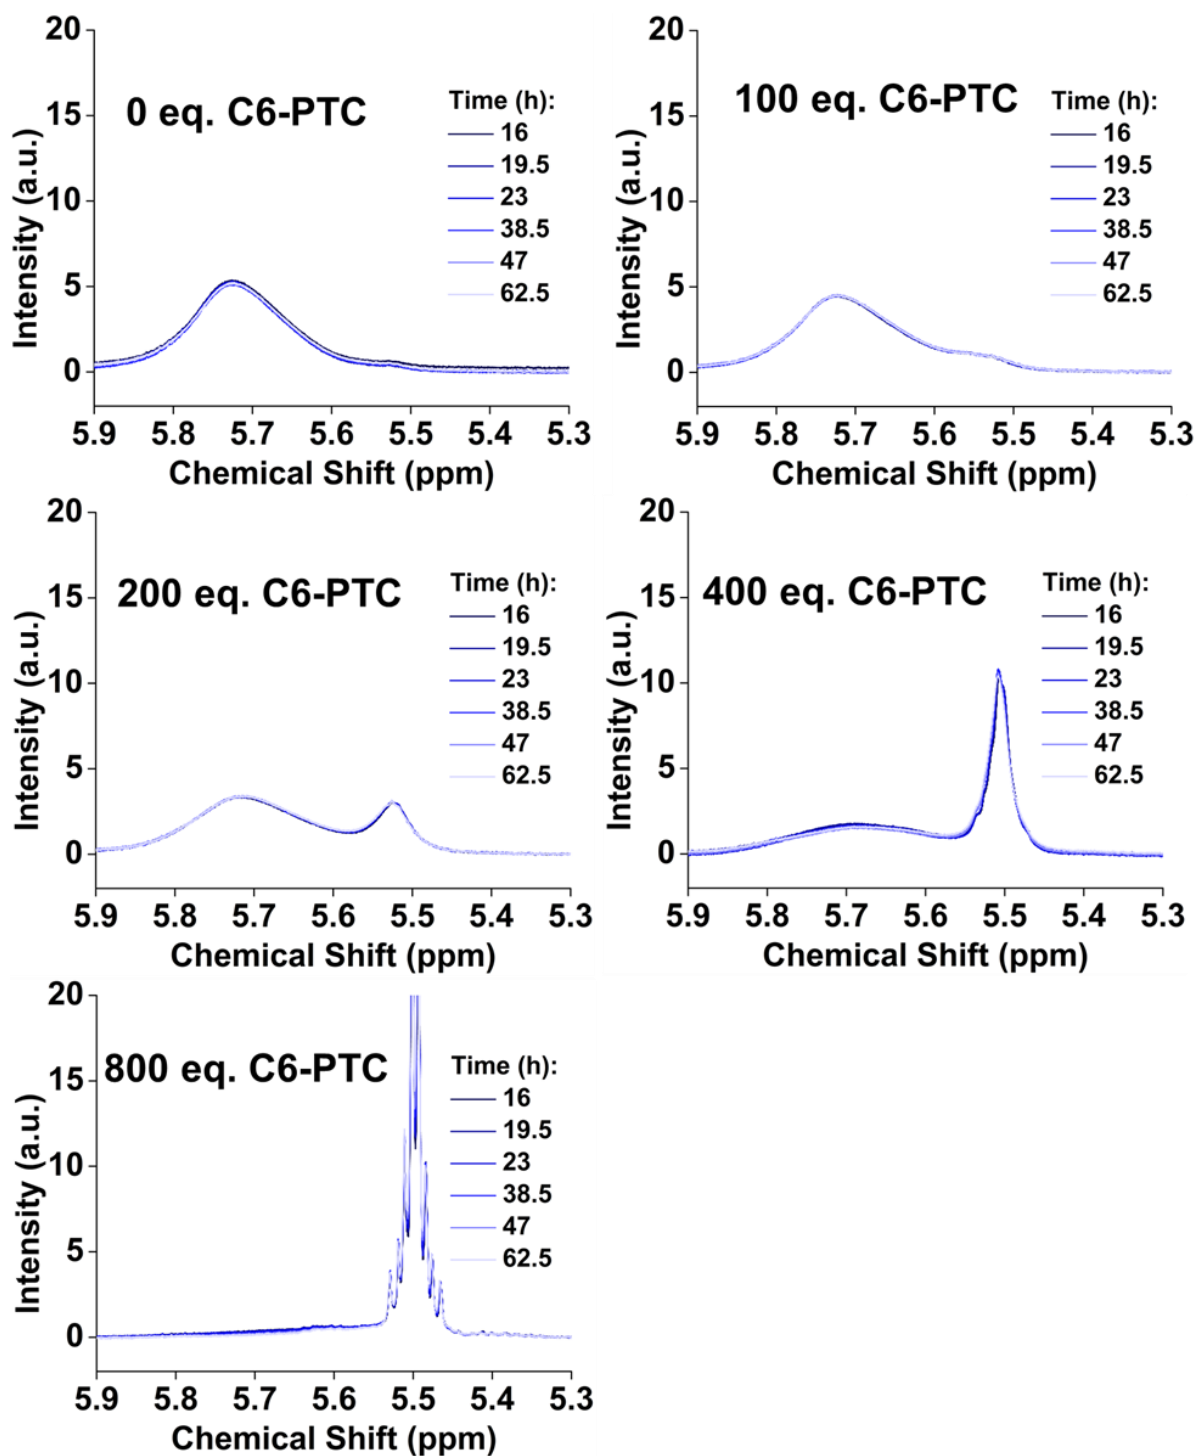 20
15
10
5
0
Intensity (a.u.)
0 eq. C6-PTC
Time (h):
16
19.5
23
38.5
47
62.5
5.9 5.8 5.7 5.6 5.5 5.4 5.3
Chemical Shift (ppm)
20
15
10
5
0
Intensity (a.u.)
100 eq. C6-PTC
Time (h):
16
19.5
23
38.5
47
62.5
5.9 5.8 5.7 5.6 5.5 5.4 5.3
Chemical Shift (ppm)
20
15
10
5
0
Intensity (a.u.)
200 eq. C6-PTC
Time (h):
16
19.5
23
38.5
47
62.5
5.9 5.8 5.7 5.6 5.5 5.4 5.3
Chemical Shift (ppm)
20
15
10
5
0
Intensity (a.u.)
400 eq. C6-PTC
Time (h):
16
19.5
23
38.5
47
62.5
5.9 5.8 5.7 5.6 5.5 5.4 5.3
Chemical Shift (ppm)
20
15
10
5
0
Intensity (a.u.)
800 eq. C6-PTC
Time (h):
16
19.5
23
38.5
47
62.5
5.9 5.8 5.7 5.6 5.5 5.4 5.3
Chemical Shift (ppm)